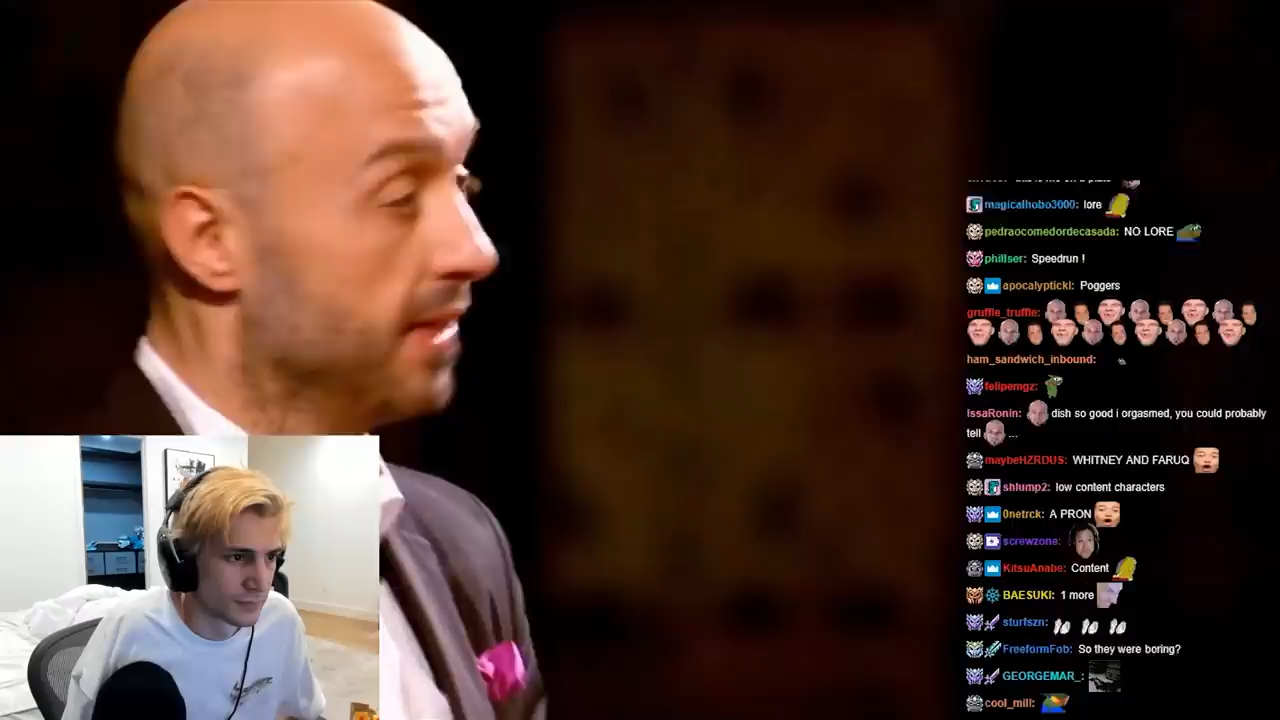 magicalhobo3000: lore
pedraocomedordecasada: NO LORE
phillser: Speedrun !
apocalypticki: Poggers
gruffle_truffle:
ham_sandwich_inbound:
felipemgz:
IssaRonin: dish so good i orgasmed, you could probably
tell ...
maybeHZRDUS: WHITNEY AND FARUQ
shlump2: low content characters
0netrck: A PRON
screwzone:
KitsuAnabe: Content
BAESUKI: 1 more
sturfszn:
FreeformFob: So they were boring?
GEORGEMAR_:
cool_mill: